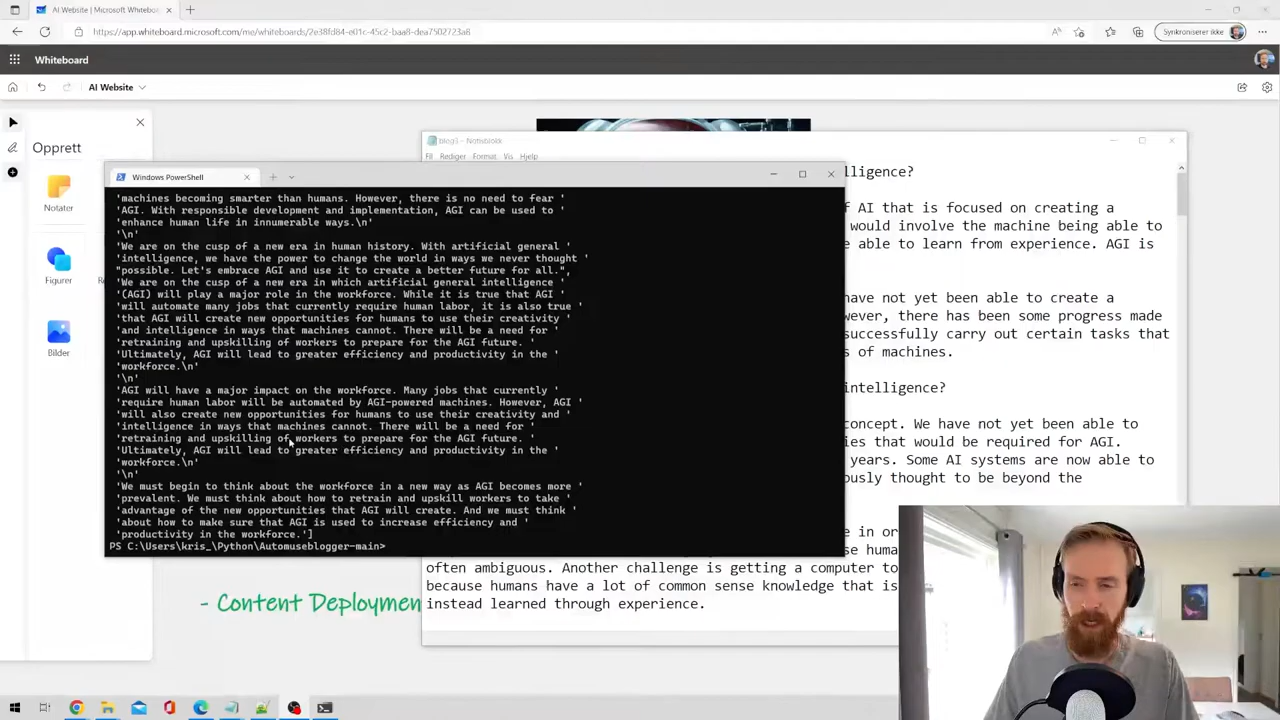 AI Website | Microsoft Whiteb
https://app.whiteboard.microsoft.com/me/whiteboards/2e38fd84-e01c-45c2-baa8-dea7502723a8
Synkroniserer ikke
Whiteboard
AI Website
Opprett
Notater
Figurer
Bilder
blog3 - Notisblokk
Fil Rediger Format Vis Hjelp
Windows PowerShell
'machines becoming smarter than humans. However, there is no need to fear '
'AGI. With responsible development and implementation, AGI can be used to '
'enhance human life in innumerable ways.\n'
'\n'
'We are on the cusp of a new era in human history. With artificial general '
'intelligence, we have the power to change the world in ways we never thought '
"possible. Let's embrace AGI and use it to create a better future for all.",
'We are on the cusp of a new era in which artificial general intelligence '
'(AGI) will play a major role in the workforce. While it is true that AGI '
'will automate many jobs that currently require human labor, it is also true '
'that AGI will create new opportunities for humans to use their creativity '
'and intelligence in ways that machines cannot. There will be a need for '
'retraining and upskilling of workers to prepare for the AGI future. '
'Ultimately, AGI will lead to greater efficiency and productivity in the '
'workforce.\n'
'\n'
'AGI will have a major impact on the workforce. Many jobs that currently '
'require human labor will be automated by AGI-powered machines. However, AGI '
'will also create new opportunities for humans to use their creativity and '
'intelligence in ways that machines cannot. There will be a need for '
'retraining and upskilling of workers to prepare for the AGI future. '
'Ultimately, AGI will lead to greater efficiency and productivity in the '
'workforce.\n'
'\n'
'We must begin to think about the workforce in a new way as AGI becomes more '
'prevalent. We must think about how to retrain and upskill workers to take '
'advantage of the new opportunities that AGI will create. And we must think '
'about how to make sure that AGI is used to increase efficiency and '
'productivity in the workforce.']
PS C:\Users\kris_\Python\Automuseblogger-main>
lligence?
f AI that is focused on creating a
would involve the machine being able to
e able to learn from experience. AGI is
have not yet been able to create a
wever, there has been some progress made
successfully carry out certain tasks that
s of machines.
intelligence?
concept. We have not yet been able to
ies that would be required for AGI.
years. Some AI systems are now able to
ously thought to be beyond the
e in or
se huma
often ambiguous. Another challenge is getting a computer to
because humans have a lot of common sense knowledge that is
instead learned through experience.
- Content Deploymen